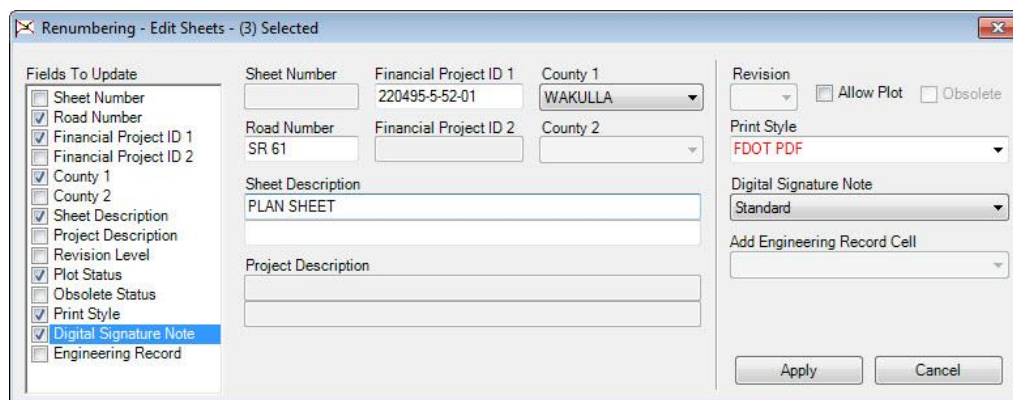 Renumbering - Edit Sheets - (3) Selected
Fields To Update
Sheet Number
Road Number
Financial Project ID 1
Financial Project ID 2
County 1
County 2
Sheet Description
Project Description
Revision Level
Plot Status
Obsolete Status
Print Style
Digital Signature Note
Engineering Record
Sheet Number
Financial Project ID 1
County 1
220495-5-52-01
WAKULLA
Road Number
Financial Project ID 2
County 2
SR 61
Sheet Description
PLAN SHEET
Project Description
Revision
Allow Plot
Obsolete
Print Style
FDOT PDF
Digital Signature Note
Standard
Add Engineering Record Cell
Apply
Cancel